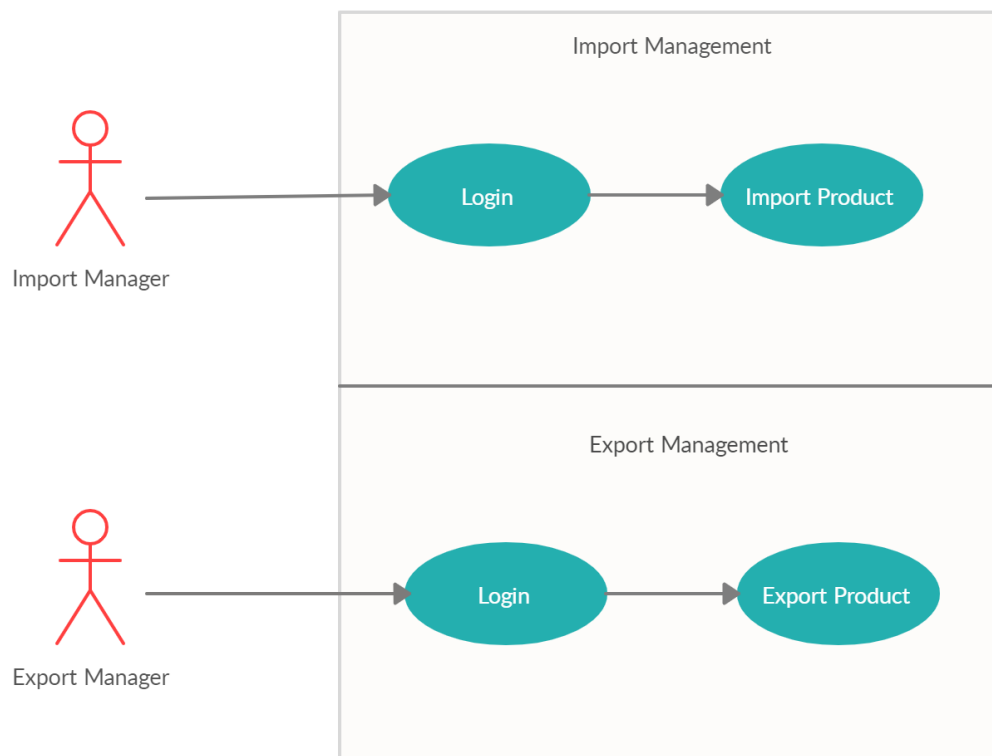 Import Management
Login
Import Product
Import Manager
Export Management
Login
Export Product
Export Manager